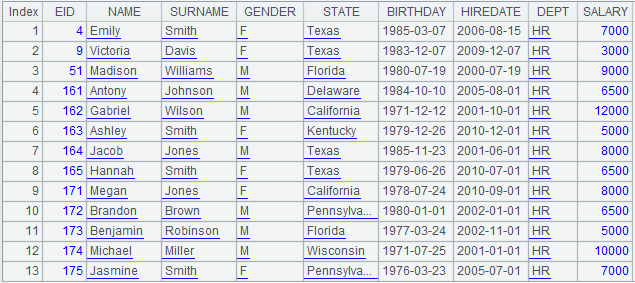 Index EID NAME SURNAME GENDER STATE BIRTHDAY HIREDATE DEPT SALARY
1 4 Emily Smith F Texas 1985-03-07 2006-08-15 HR 7000
2 9 Victoria Davis F Texas 1983-12-07 2009-12-07 HR 3000
3 51 Madison Williams M Florida 1980-07-19 2000-07-19 HR 9000
4 161 Antony Johnson M Delaware 1984-10-10 2005-08-01 HR 6500
5 162 Gabriel Wilson M California 1971-12-12 2001-10-01 HR 12000
6 163 Ashley Smith F Kentucky 1979-12-26 2010-12-01 HR 5000
7 164 Jacob Jones M Texas 1985-11-23 2001-06-01 HR 8000
8 165 Hannah Smith F Texas 1979-06-26 2010-07-01 HR 6500
9 171 Megan Jones F California 1978-07-24 2010-09-01 HR 8000
10 172 Brandon Brown M Pennsylva... 1980-01-01 2002-01-01 HR 6500
11 173 Benjamin Robinson M Florida 1977-03-24 2002-11-01 HR 5000
12 174 Michael Miller M Wisconsin 1971-07-25 2001-01-01 HR 10000
13 175 Jasmine Smith F Pennsylva... 1976-03-23 2005-07-01 HR 7000